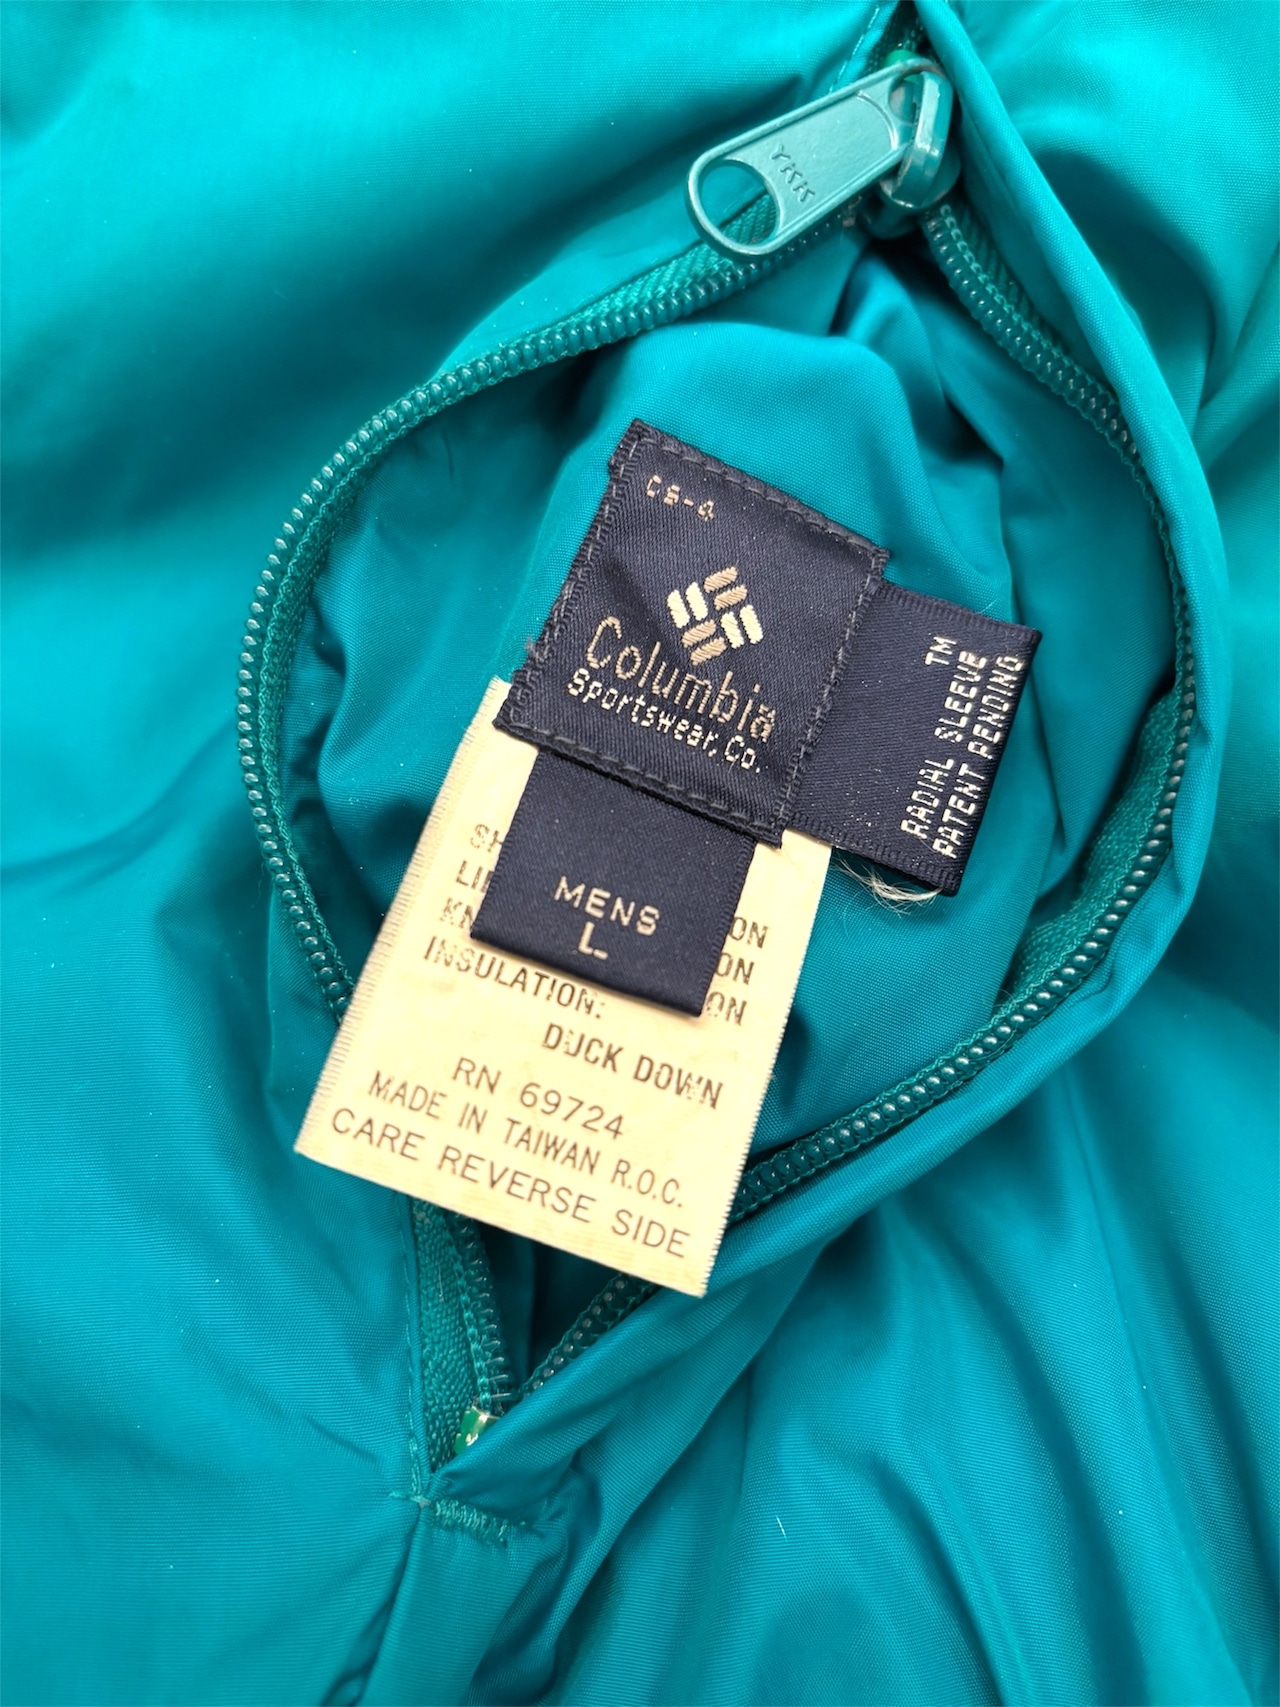 YKK
CS-4
Columbia
Sportswear, Co.
RADIAL SLEEVE ™
PATENT PENDING
MENS
L
INSULATION:
DUCK DOWN
RN 69724
MADE IN TAIWAN R.O.C.
CARE REVERSE SIDE